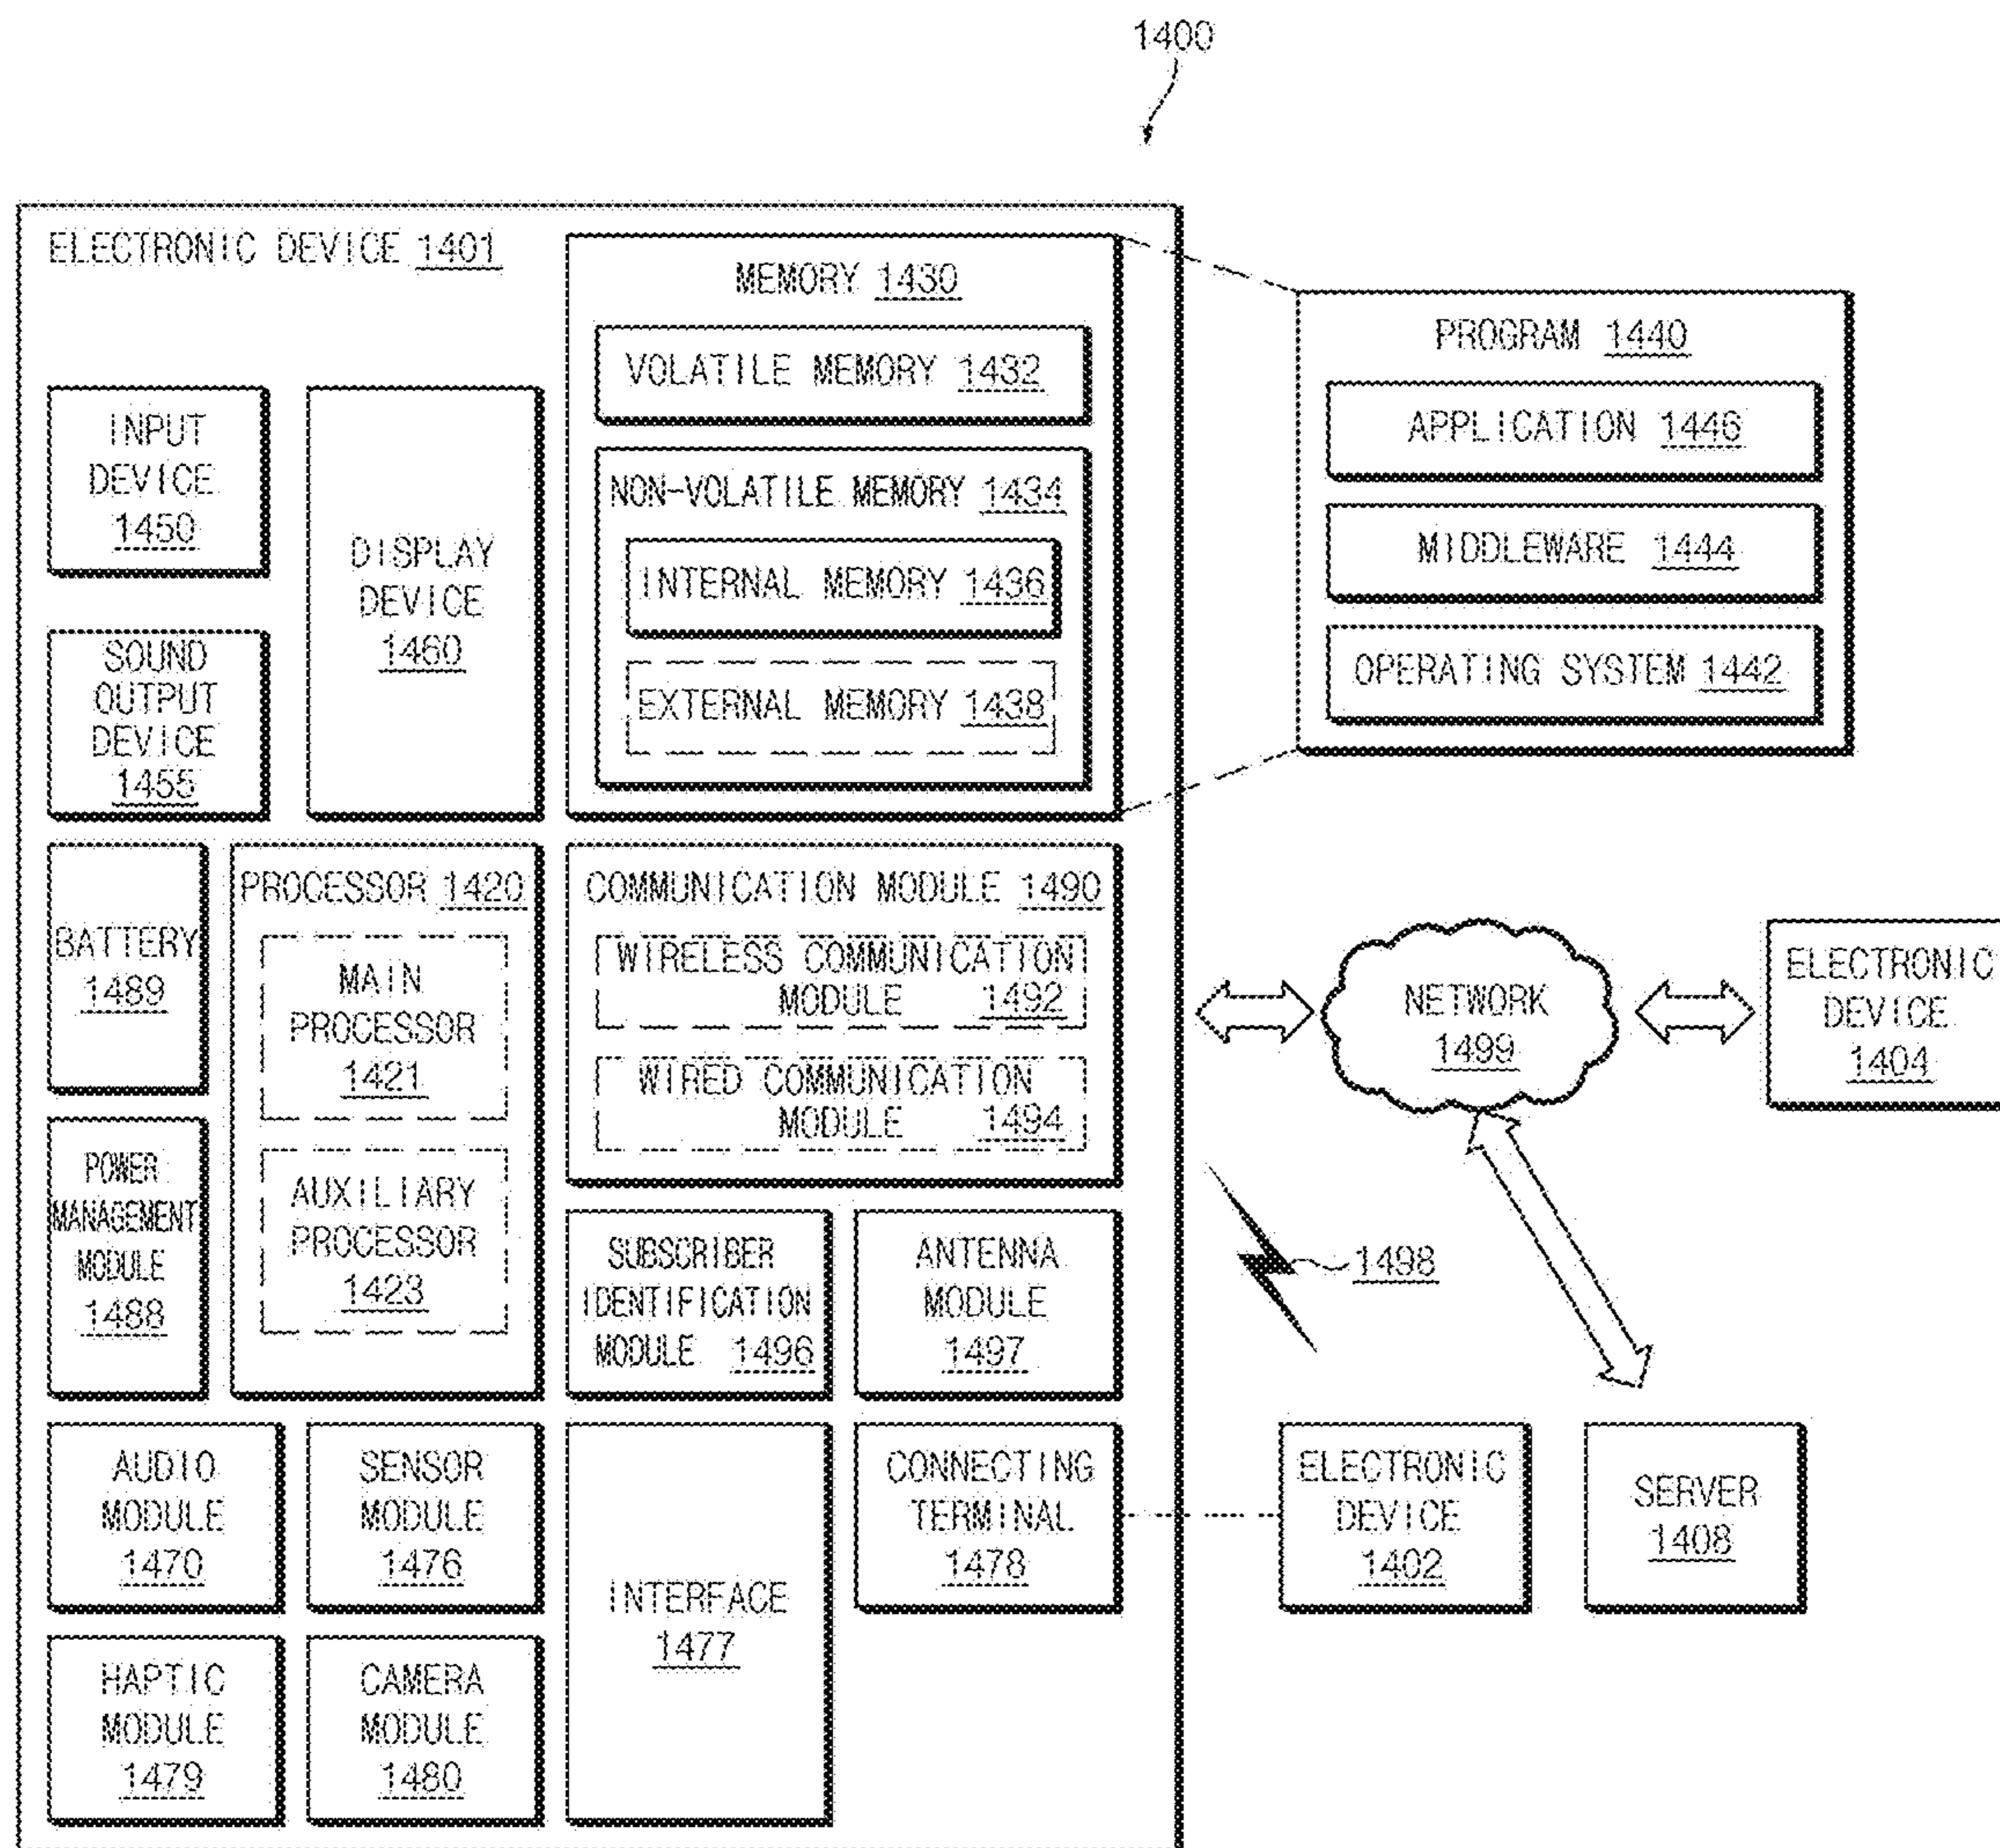 1400
ELECTRONIC DEVICE 1401
MEMORY 1430
VOLATILE MEMORY 1432
NON-VOLATILE MEMORY 1434
INTERNAL MEMORY 1436
EXTERNAL MEMORY 1438
PROGRAM 1440
APPLICATION 1446
MIDDLEWARE 1444
OPERATING SYSTEM 1442
INPUT
DEVICE
1450
DISPLAY
DEVICE
1460
SOUND
OUTPUT
DEVICE
1455
BATTERY
1489
PROCESSOR 1420
MAIN
PROCESSOR
1421
AUXILIARY
PROCESSOR
1423
COMMUNICATION MODULE 1490
WIRELESS COMMUNICATION
MODULE 1492
WIRED COMMUNICATION
MODULE 1494
NETWORK
1499
ELECTRONIC
DEVICE
1404
POWER
MANAGEMENT
MODULE
1488
SUBSCRIBER
IDENTIFICATION
MODULE 1496
ANTENNA
MODULE
1497
1498
AUDIO
MODULE
1470
SENSOR
MODULE
1476
INTERFACE
1477
CONNECTING
TERMINAL
1478
ELECTRONIC
DEVICE
1402
SERVER
1408
HAPTIC
MODULE
1479
CAMERA
MODULE
1480